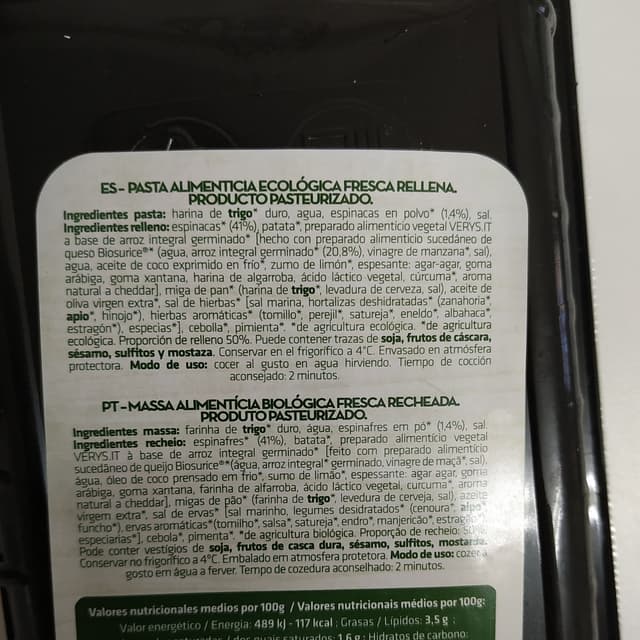 ES – PASTA ALIMENTICIA ECOLÓGICA FRESCA RELLENA.
PRODUCTO PASTEURIZADO.
Ingredientes pasta: harina de trigo* duro, agua, espinacas en polvo* (1,4%), sal.
Ingredientes relleno: espinacas* (41%), patata*, preparado alimenticio vegetal VERYS.IT
a base de arroz integral germinado* [hecho con preparado alimenticio sucedáneo de
queso Biosurice®* (agua, arroz integral germinado* (20,8%), vinagre de manzana*, sal),
agua, aceite de coco exprimido en frío*, zumo de limón*, espesante: agar-agar, goma
arábiga, goma xantana, harina de algarroba, ácido láctico vegetal, cúrcuma*, aroma
natural a cheddar], miga de pan* (harina de trigo*, levadura de cerveza, sal), aceite de
oliva virgen extra*, sal de hierbas* [sal marina, hortalizas deshidratadas* (zanahoria*,
apio*, hinojo*), hierbas aromáticas* (tomillo*, perejil*, satureja*, eneldo*, albahaca*,
estragón*), especias*], cebolla*, pimienta*. *de agricultura ecológica. *de agricultura
ecológica. Proporción de relleno 50%. Puede contener trazas de soja, frutos de cáscara,
sésamo, sulfitos y mostaza. Conservar en el frigorífico a 4°C. Envasado en atmósfera
protectora. Modo de uso: cocer al gusto en agua hirviendo. Tiempo de cocción
aconsejado: 2 minutos.
PT – MASSA ALIMENTÍCIA BIOLÓGICA FRESCA RECHEADA.
PRODUTO PASTEURIZADO.
Ingredientes massa: farinha de trigo* duro, água, espinafres em pó* (1,4%), sal.
Ingredientes recheio: espinafres* (41%), batata*, preparado alimentício vegetal
VERYS.IT à base de arroz integral germinado* [feito com preparado alimentício
sucedâneo de queijo Biosurice®*(água, arroz integral* germinado, vinagre de maçã*, sal),
água, óleo de coco prensado em frio*, sumo de limão*, espessante: agar agar, goma
arábiga, goma xantana, farinha de alfarroba, ácido láctico vegetal, curcuma*, aroma
natural a cheddar], migas de pão* (farinha de trigo*, levedura de cerveja, sal), azeite
virgem extra*, sal de ervas* [sal marinho, legumes desidratados* (cenoura*, aipo*
funcho*), ervas aromáticas*(tomilho*, salsa*, satureja*, endro*, manjericão*, estragão*
especiarias*], cebola*, pimenta*. *de agricultura biológica. Proporção de recheio: 50%.
Pode conter vestígios de soja, frutos de casca dura, sésamo, sulfitos, mostarda.
Conservar no frigorífico a 4°C. Embalado em atmosfera protetora. Modo de uso: cozer a
gosto em água a ferver. Tempo de cozedura aconselhado: 2 minutos.
Valores nutricionales medios por 100g / Valores nutricionais médios por 100g:
Valor energético / Energia: 489 kJ - 117 kcal ; Grasas / Lípidos: 3,5 g ;
/ dos quais saturados: 1,6 g ; Hidratos de carbono: